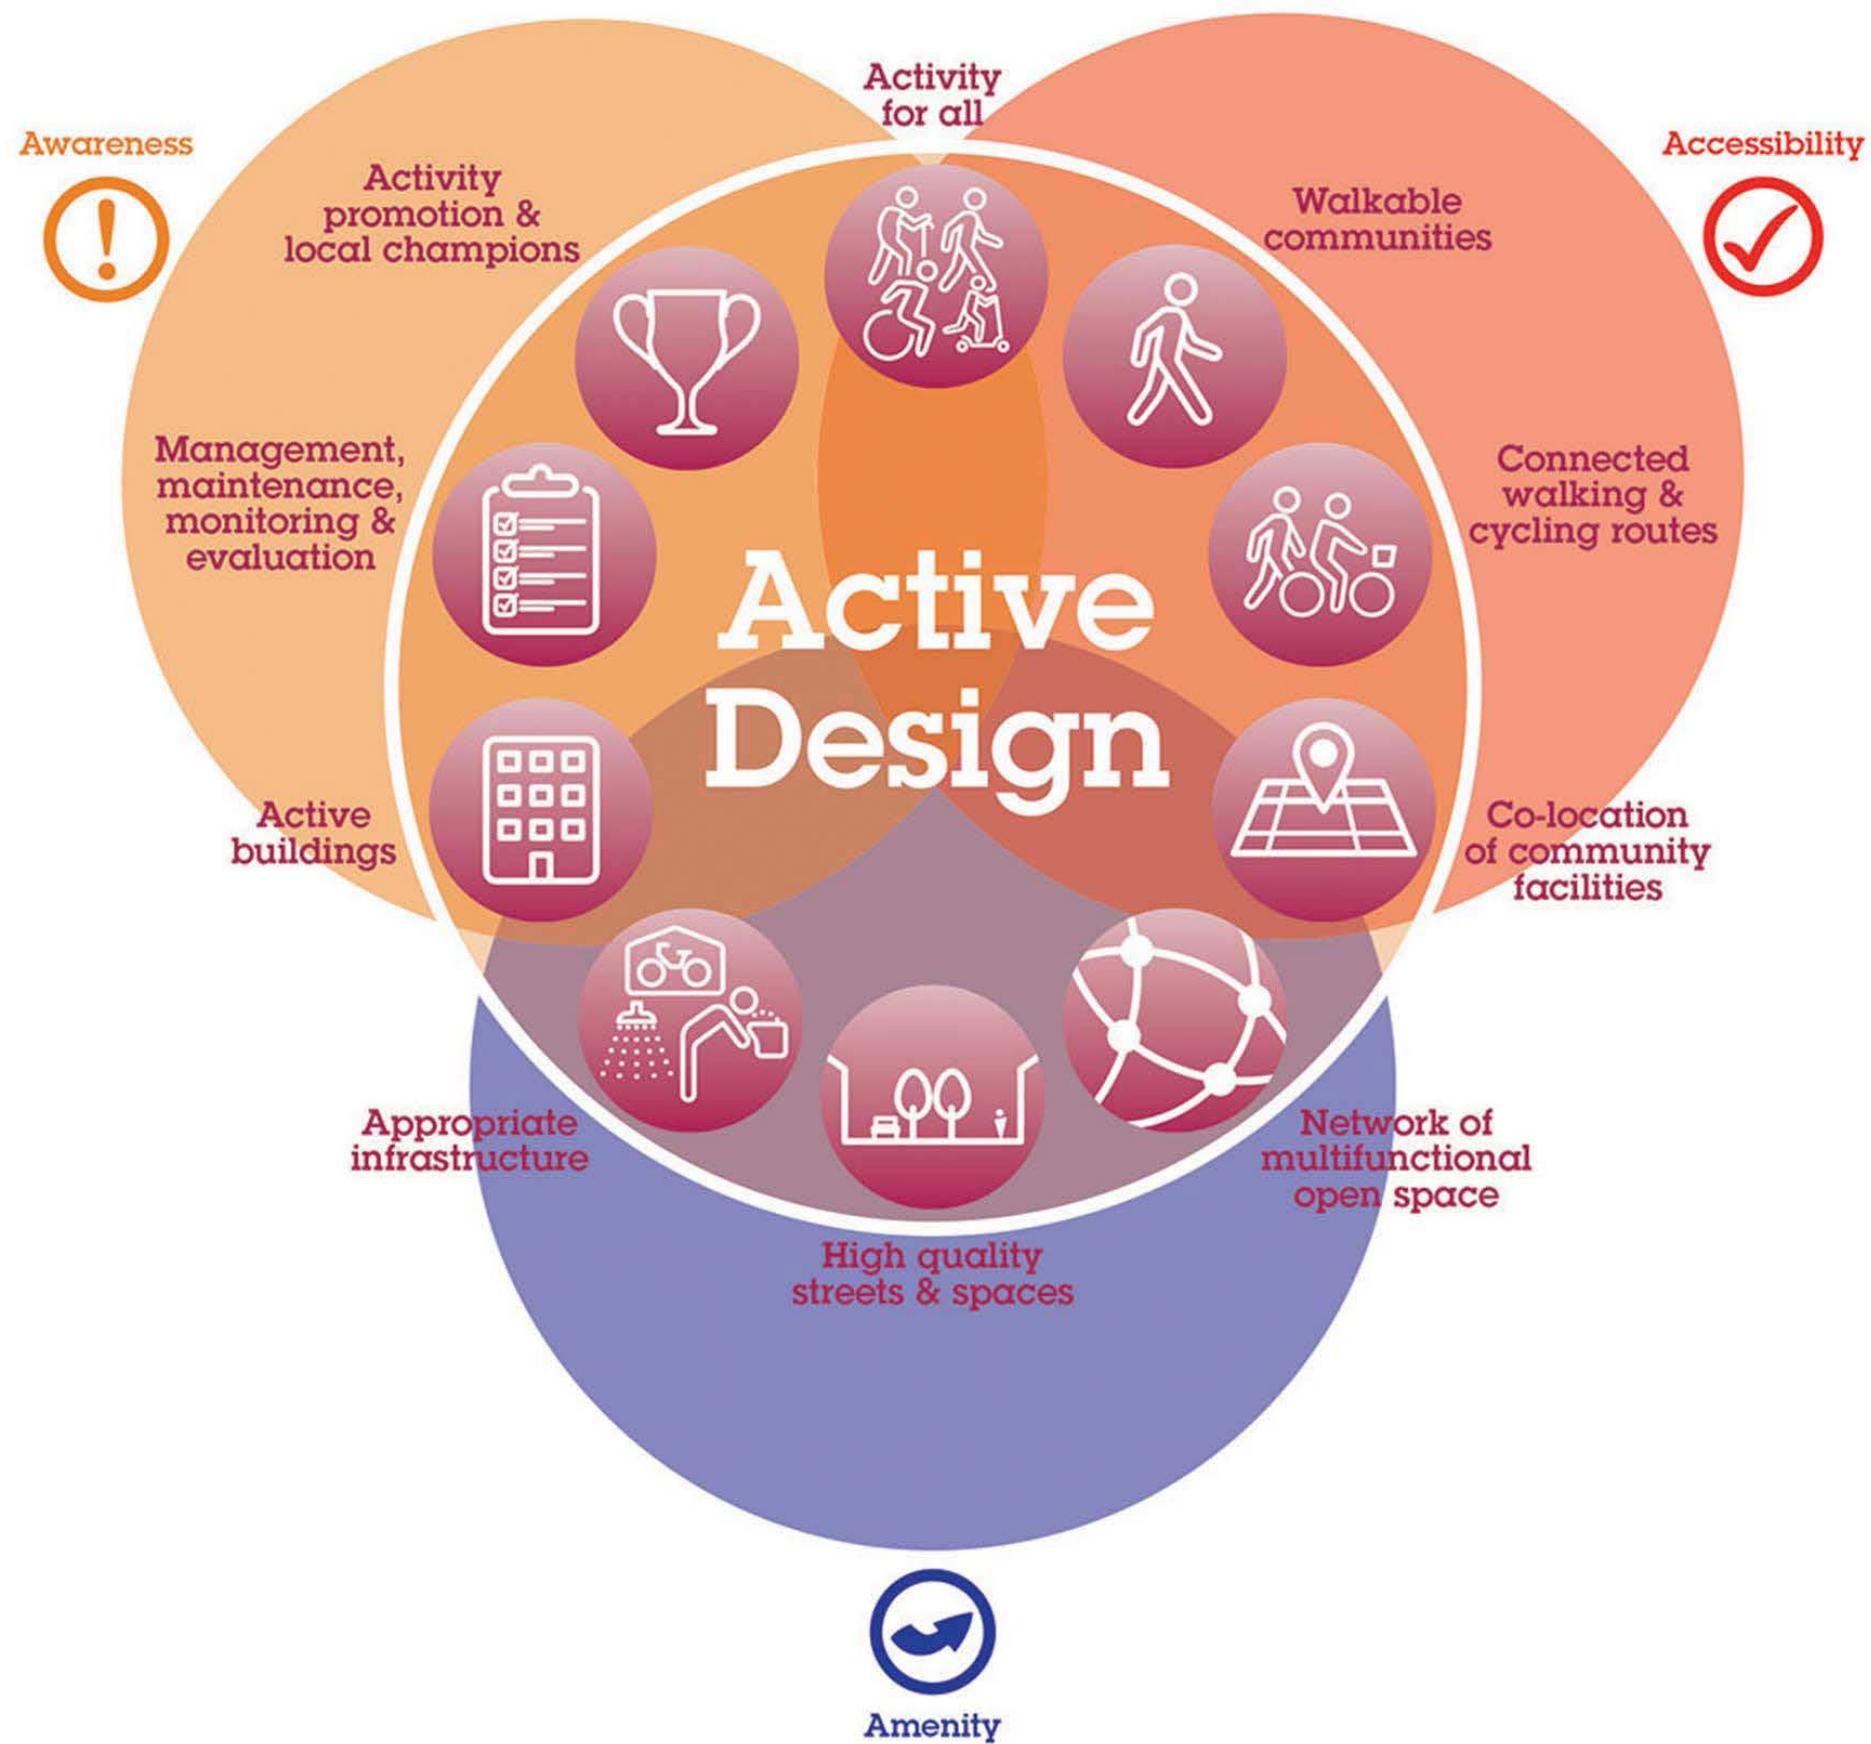 Activity
for all
Awareness
Accessibility
Activity
promotion &
local champions
Walkable
communities
Management,
maintenance,
monitoring &
evaluation
Connected
walking &
cycling routes
Active
Design
Active
buildings
Co-location
of community
facilities
Appropriate
infrastructure
Network of
multifunctional
open space
High quality
streets & spaces
Amenity